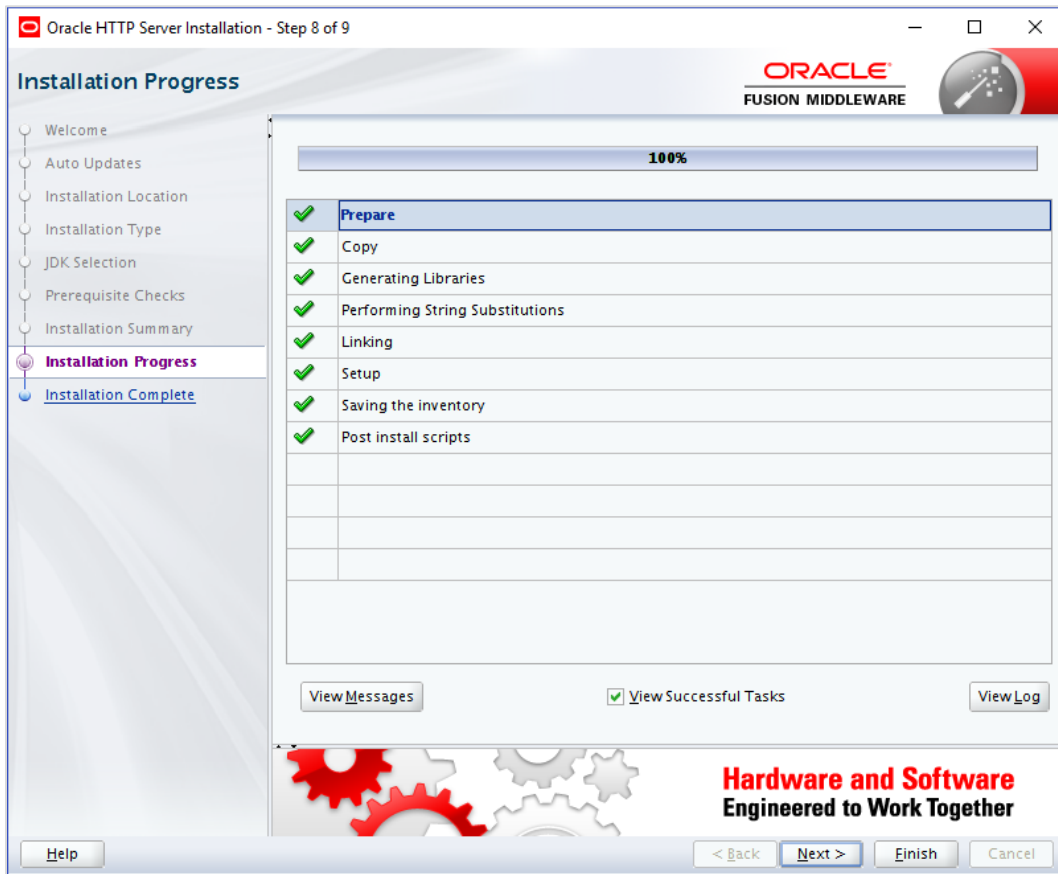 Oracle HTTP Server Installation - Step 8 of 9
Installation Progress
ORACLE
FUSION MIDDLEWARE
Welcome
Auto Updates
Installation Location
Installation Type
JDK Selection
Prerequisite Checks
Installation Summary
Installation Progress
Installation Complete
100%
Prepare
Copy
Generating Libraries
Performing String Substitutions
Linking
Setup
Saving the inventory
Post install scripts
View Messages
View Successful Tasks
View Log
Hardware and Software
Engineered to Work Together
Help
< Back
Next >
Finish
Cancel